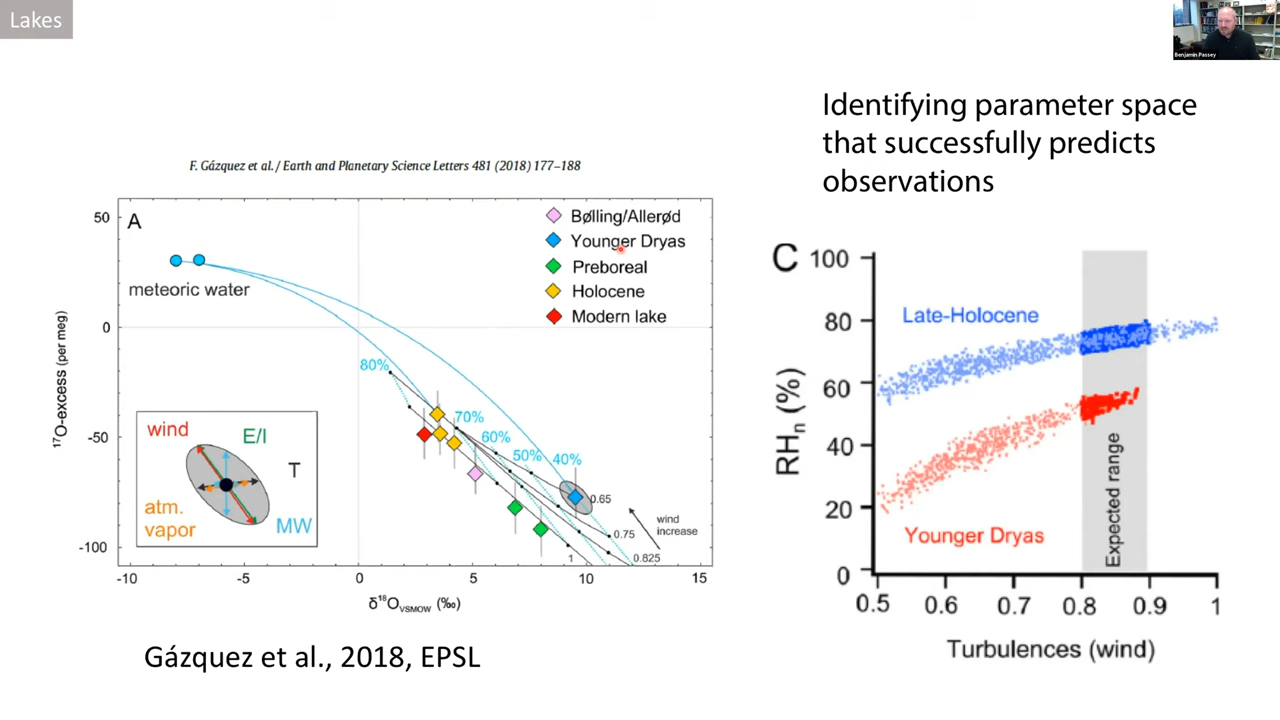 Lakes
Benjamin Passey
Identifying parameter space
that successfully predicts
observations
F. Gázquez et al. / Earth and Planetary Science Letters 481 (2018) 177–188
A
Bølling/Allerød
Younger Dryas
Preboreal
Holocene
Modern lake
meteoric water
50
0
-50
-100
¹⁷O-excess (per meg)
80%
70%
60%
50%
40%
0.65
0.75
0.825
1
wind
increase
wind
E/I
T
atm.
vapor
MW
-10
-5
0
5
10
15
δ¹⁸O_VSMOW (‰)
Gázquez et al., 2018, EPSL
C
100
80
60
40
20
0
RHn (%)
Late-Holocene
Younger Dryas
Expected range
0.5
0.6
0.7
0.8
0.9
1
Turbulences (wind)